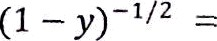 (1 − y)^{−1/2} =